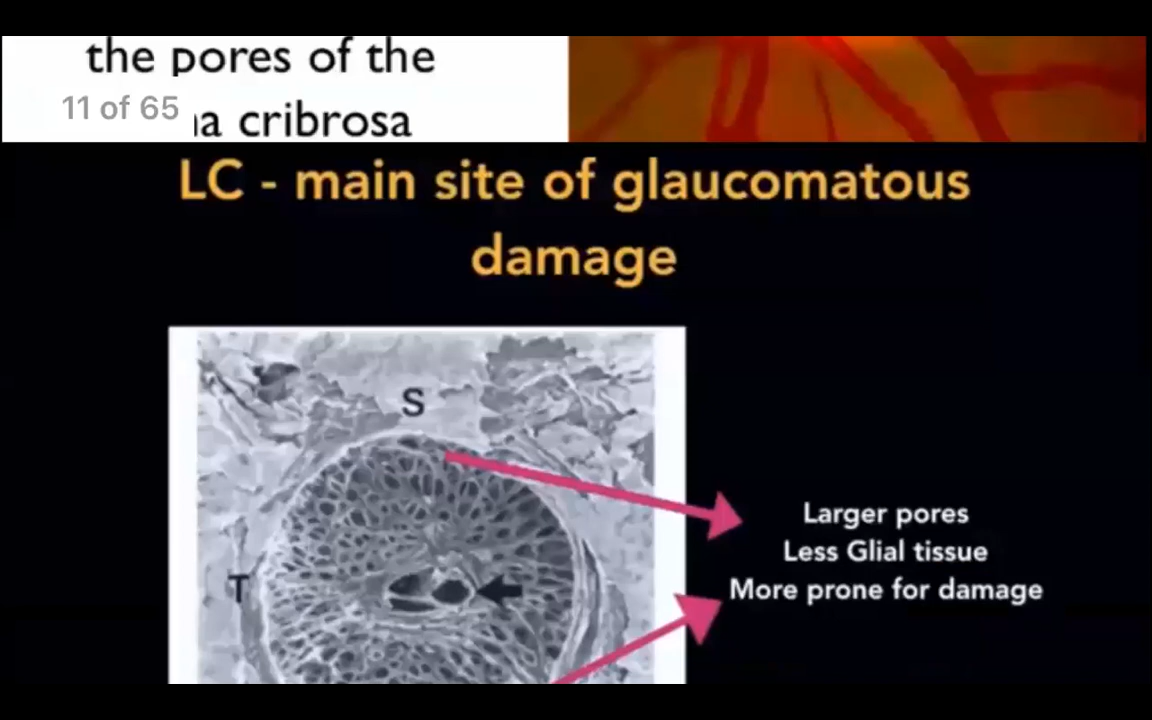 the pores of the
11 of 65
na cribrosa
LC - main site of glaucomatous
damage
S
T
Larger pores
Less Glial tissue
More prone for damage